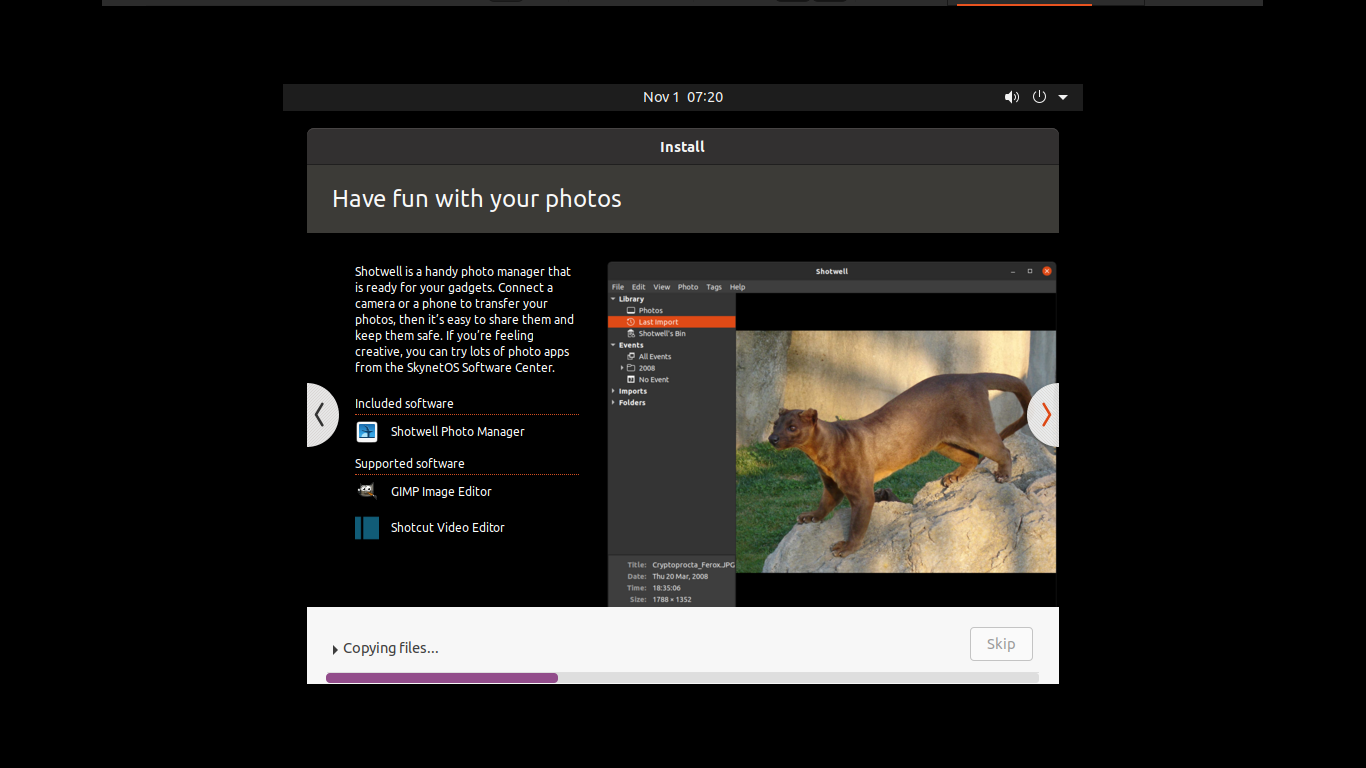 Nov 1 07:20
Install
Have fun with your photos
Shotwell is a handy photo manager that
is ready for your gadgets. Connect a
camera or a phone to transfer your
photos, then it's easy to share them and
keep them safe. If you're feeling
creative, you can try lots of photo apps
from the SkynetOS Software Center.
Included software
Shotwell Photo Manager
Supported software
GIMP Image Editor
Shotcut Video Editor
Shotwell
File Edit View Photo Tags Help
Library
Photos
Last Import
Shotwell's Bin
Events
All Events
2008
No Event
Imports
Folders
Title: Cryptoprocta_Ferox.JPG
Date: Thu 20 Mar, 2008
Time: 18:35:06
Size: 1788 × 1352
Copying files...
Skip